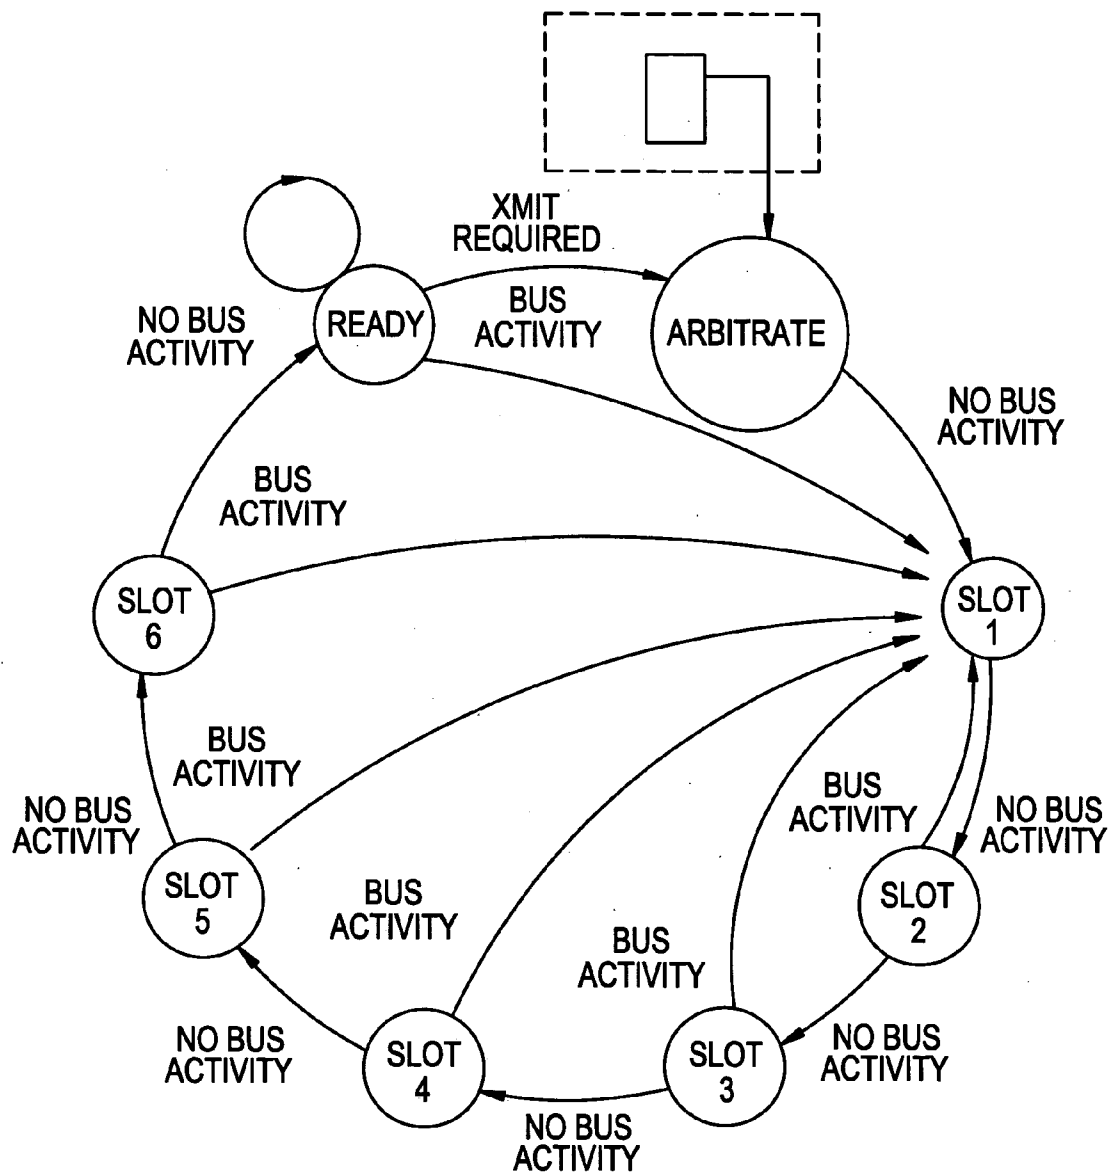 XMIT
REQUIRED
NO BUS
ACTIVITY
READY
BUS
ACTIVITY
ARBITRATE
NO BUS
ACTIVITY
BUS
ACTIVITY
SLOT
6
SLOT
1
BUS
ACTIVITY
NO BUS
ACTIVITY
BUS
ACTIVITY
NO BUS
ACTIVITY
SLOT
5
BUS
ACTIVITY
SLOT
2
BUS
ACTIVITY
NO BUS
ACTIVITY
SLOT
4
SLOT
3
NO BUS
ACTIVITY
NO BUS
ACTIVITY